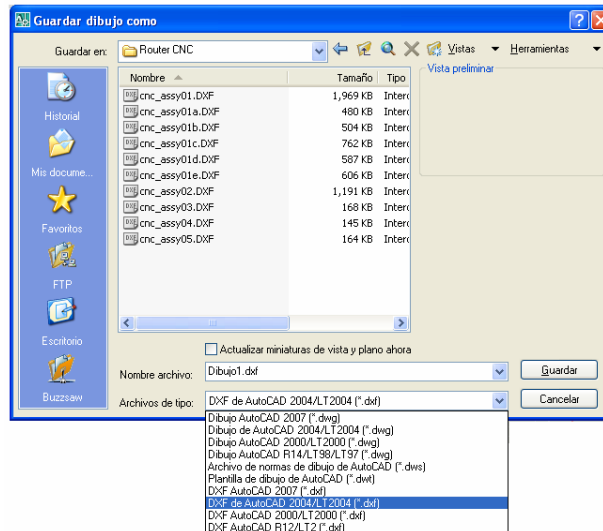 Guardar dibujo como
Guardar en: Router CNC Vistas Herramientas
Vista preliminar
Nombre Tamaño Tipo
cnc_assy01.DXF 1,969 KB Interc
cnc_assy01a.DXF 480 KB Interc
cnc_assy01b.DXF 504 KB Interc
cnc_assy01c.DXF 762 KB Interc
cnc_assy01d.DXF 587 KB Interc
cnc_assy01e.DXF 606 KB Interc
cnc_assy02.DXF 1,191 KB Interc
cnc_assy03.DXF 168 KB Interc
cnc_assy04.DXF 145 KB Interc
cnc_assy05.DXF 164 KB Interc
Historial
Mis docume...
Favoritos
FTP
Escritorio
Buzzsaw
Actualizar miniaturas de vista y plano ahora
Nombre archivo: Dibujo1.dxf Guardar
Archivos de tipo: DXF de AutoCAD 2004/LT2004 (*.dxf) Cancelar
Dibujo AutoCAD 2007 (*.dwg)
Dibujo de AutoCAD 2004/LT2004 (*.dwg)
Dibujo AutoCAD 2000/LT2000 (*.dwg)
Dibujo AutoCAD R14/LT98/LT97 (*.dwg)
Archivo de normas de dibujo de AutoCAD (*.dws)
Plantilla de dibujo de AutoCAD (*.dwt)
DXF AutoCAD 2007 (*.dxf)
DXF de AutoCAD 2004/LT2004 (*.dxf)
DXF AutoCAD 2000/LT2000 (*.dxf)
DXF AutoCAD R12/LT2 (*.dxf)